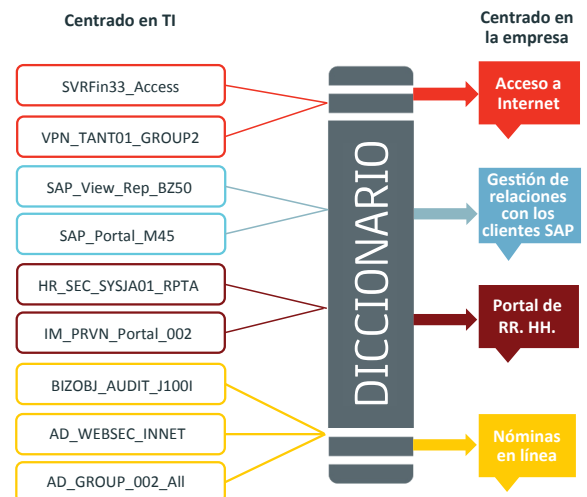 Centrado en TI
Centrado en
la empresa
SVRFin33_Access
VPN_TANT01_GROUP2
SAP_View_Rep_BZ50
SAP_Portal_M45
HR_SEC_SYSJA01_RPTA
IM_PRVN_Portal_002
BIZOBJ_AUDIT_J100I
AD_WEBSEC_INNET
AD_GROUP_002_All
DICCIONARIO
Acceso a
Internet
Gestión de
relaciones
con los
clientes SAP
Portal de
RR. HH.
Nóminas
en línea